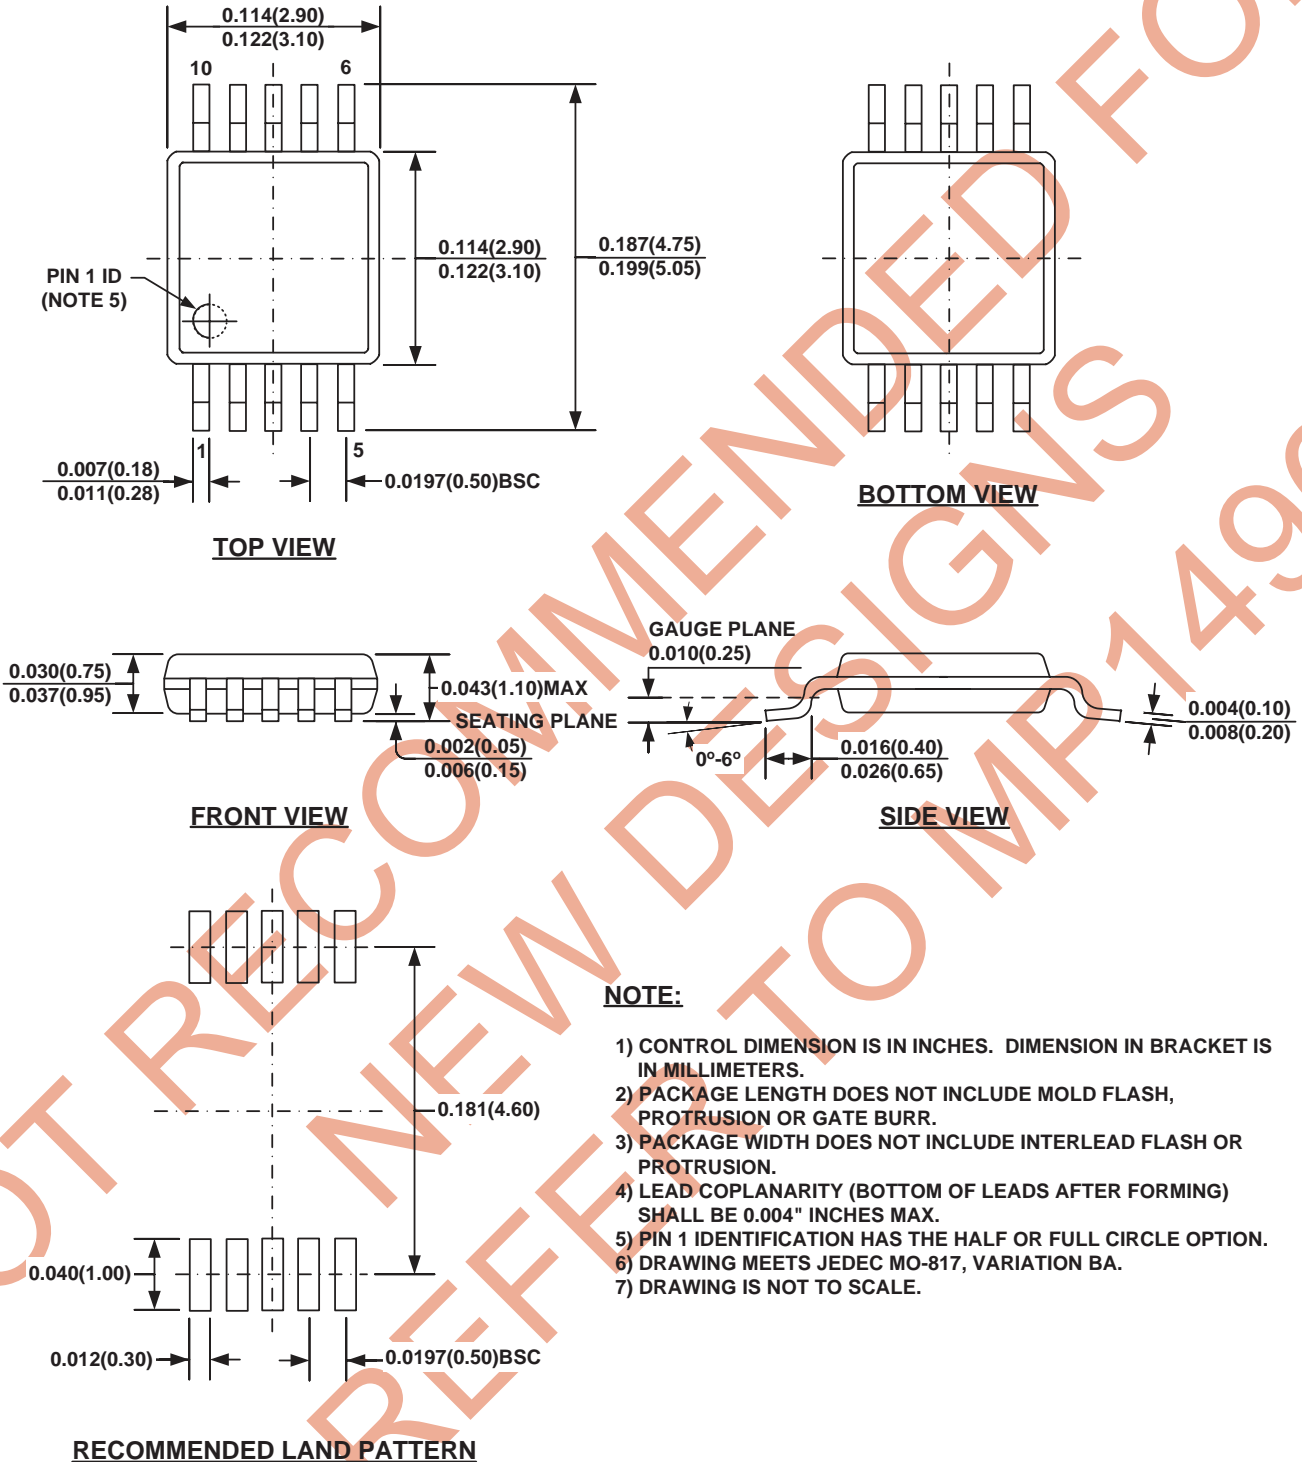 0.114(2.90)
0.122(3.10)
10
6
0.114(2.90)
0.122(3.10)
0.187(4.75)
0.199(5.05)
PIN 1 ID
(NOTE 5)
1
5
0.007(0.18)
0.011(0.28)
0.0197(0.50)BSC
TOP VIEW
BOTTOM VIEW
0.030(0.75)
0.037(0.95)
0.043(1.10)MAX
SEATING PLANE
0.002(0.05)
0.006(0.15)
FRONT VIEW
GAUGE PLANE
0.010(0.25)
0º-6º
0.016(0.40)
0.026(0.65)
0.004(0.10)
0.008(0.20)
SIDE VIEW
0.181(4.60)
0.040(1.00)
0.012(0.30)
0.0197(0.50)BSC
RECOMMENDED LAND PATTERN
NOTE:
1) CONTROL DIMENSION IS IN INCHES. DIMENSION IN BRACKET IS
IN MILLIMETERS.
2) PACKAGE LENGTH DOES NOT INCLUDE MOLD FLASH,
PROTRUSION OR GATE BURR.
3) PACKAGE WIDTH DOES NOT INCLUDE INTERLEAD FLASH OR
PROTRUSION.
4) LEAD COPLANARITY (BOTTOM OF LEADS AFTER FORMING)
SHALL BE 0.004" INCHES MAX.
5) PIN 1 IDENTIFICATION HAS THE HALF OR FULL CIRCLE OPTION.
6) DRAWING MEETS JEDEC MO-817, VARIATION BA.
7) DRAWING IS NOT TO SCALE.
RECOMMENDED
NEW DESIGNS
REFER TO